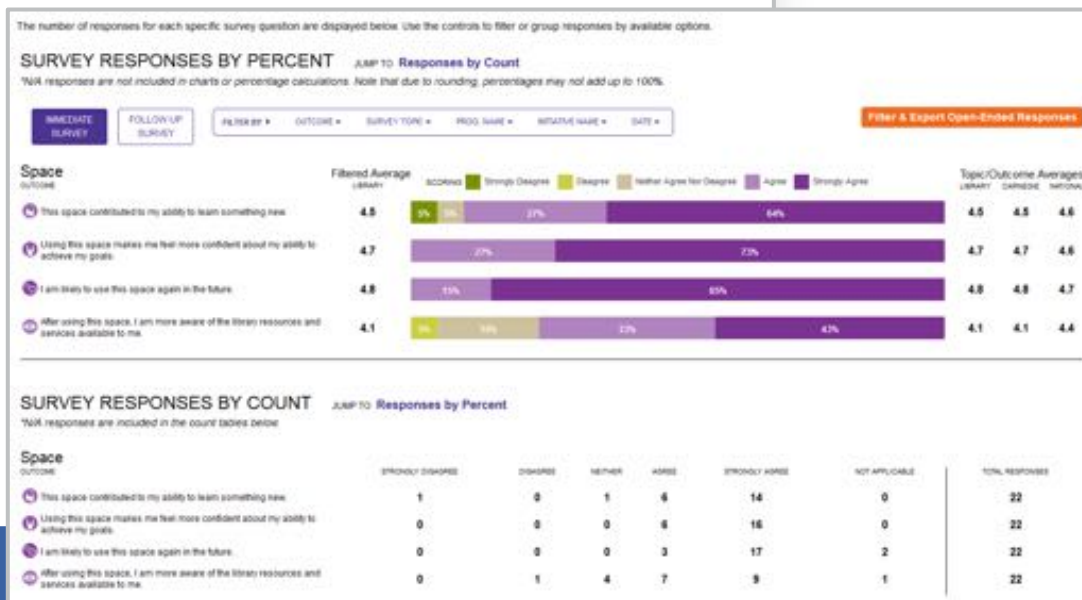 The number of responses for each specific survey question are displayed below. Use the controls to filter or group responses by available options.
SURVEY RESPONSES BY PERCENT JUMP TO Responses by Count
*N/A responses are not included in charts or percentage calculations. Note that due to rounding, percentages may not add up to 100%.
IMMEDIATE
SURVEY
FOLLOW UP
SURVEY
FILTER BY OUTCOME SURVEY TOPIC PROG. NAME INITIATIVE NAME DATE
Filter & Export Open-Ended Responses
Space
OUTCOME
Filtered Average
LIBRARY
SCORING Strongly Disagree Disagree Neither Agree Nor Disagree Agree Strongly Agree
Topic/Outcome Averages
LIBRARY CARNEGIE NATIONAL
This space contributed to my ability to learn something new. 4.5 5% 5% 27% 64% 4.5 4.5 4.6
Using this space makes me feel more confident about my ability to
achieve my goals. 4.7 27% 73% 4.7 4.7 4.6
I am likely to use this space again in the future. 4.8 15% 85% 4.8 4.8 4.7
After using this space, I am more aware of the library resources and
services available to me. 4.1 5% 19% 33% 43% 4.1 4.1 4.4
SURVEY RESPONSES BY COUNT JUMP TO Responses by Percent
*N/A responses are included in the count tables below
Space
OUTCOME
STRONGLY DISAGREE DISAGREE NEITHER AGREE STRONGLY AGREE NOT APPLICABLE TOTAL RESPONSES
This space contributed to my ability to learn something new. 1 0 1 6 14 0 22
Using this space makes me feel more confident about my ability to
achieve my goals. 0 0 0 6 16 0 22
I am likely to use this space again in the future. 0 0 0 3 17 2 22
After using this space, I am more aware of the library resources and
services available to me. 0 1 4 7 9 1 22